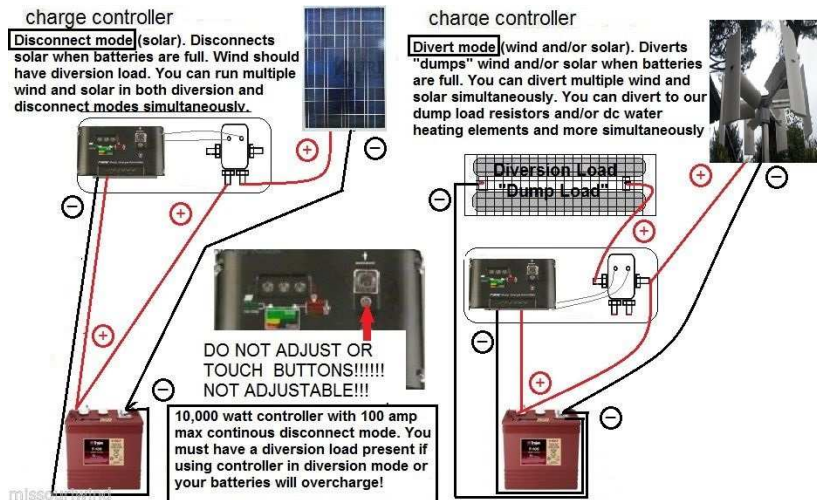 charge controller
Disconnect mode (solar). Disconnects
solar when batteries are full. Wind should
have diversion load. You can run multiple
wind and solar in both diversion and
disconnect modes simultaneously.
charge controller
Divert mode (wind and/or solar). Diverts
"dumps" wind and/or solar when batteries
are full. You can divert multiple wind and
solar simultaneously. You can divert to our
dump load resistors and/or dc water
heating elements and more simultaneously
Diversion Load
"Dump Load"
DO NOT ADJUST OR
TOUCH BUTTONS!!!!!!
NOT ADJUSTABLE!!!
10,000 watt controller with 100 amp
max continous disconnect mode. You
must have a diversion load present if
using controller in diversion mode or
your batteries will overcharge!
missouriwind